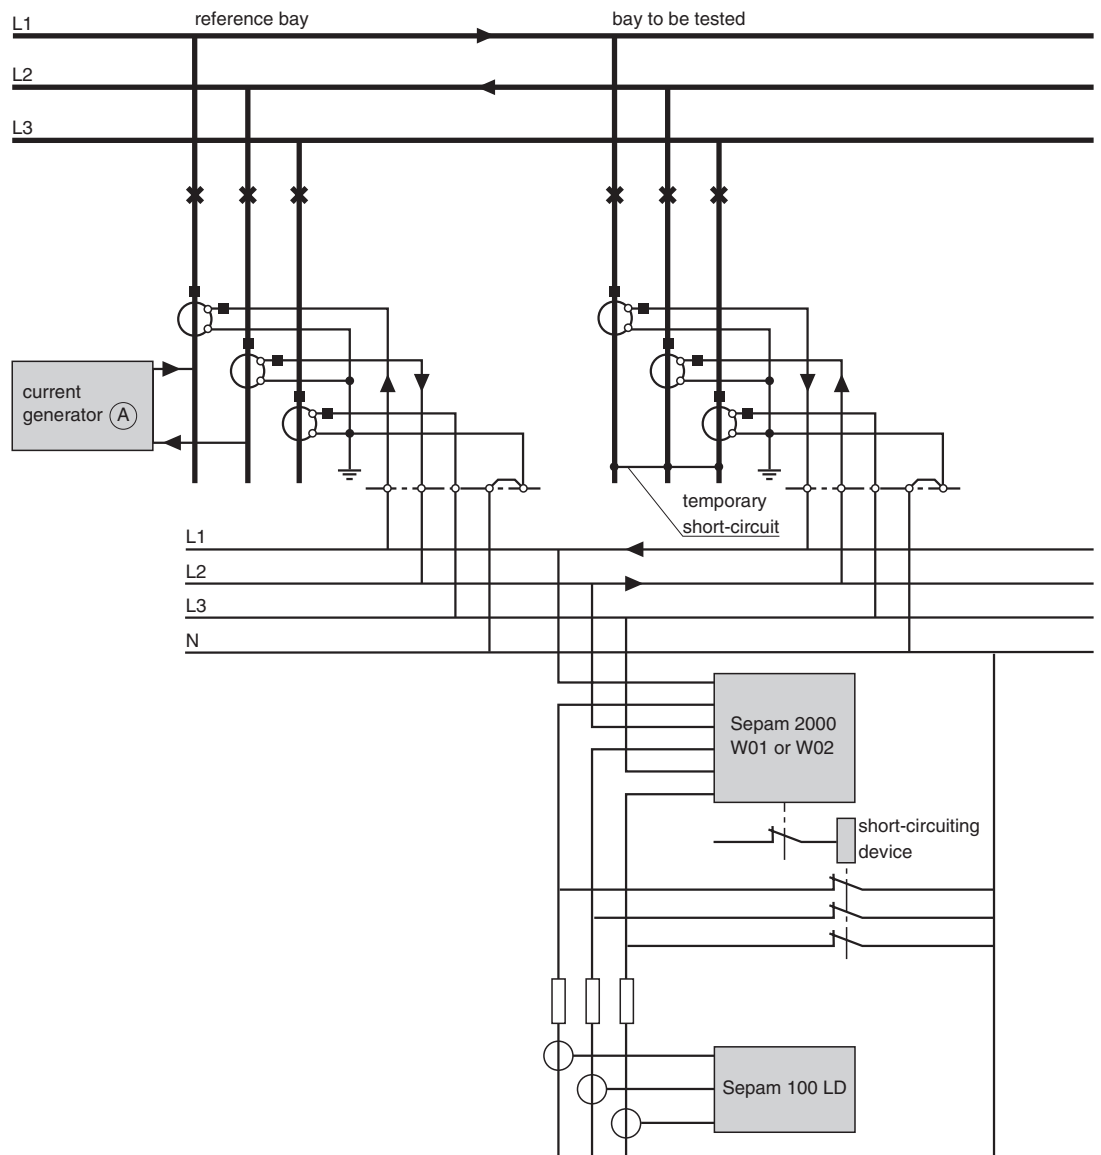 L1
reference bay
bay to be tested
L2
L3
current
generator A
temporary
short-circuit
L1
L2
L3
N
Sepam 2000
W01 or W02
short-circuiting
device
Sepam 100 LD